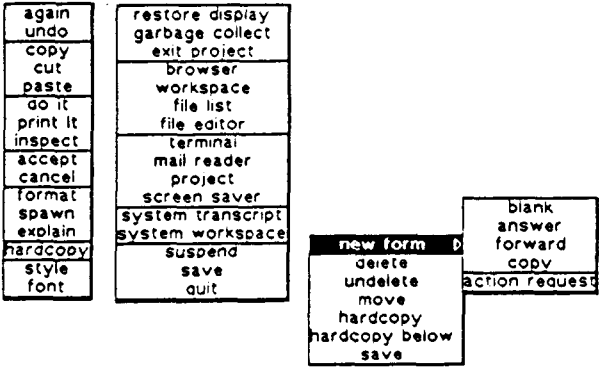 again
undo
copy
cut
paste
do it
print it
inspect
accept
cancel
format
spawn
explain
hardcopy
style
font
restore display
garbage collect
exit project
browser
workspace
file list
file editor
terminal
mail reader
project
screen saver
system transcript
system workspace
suspend
save
quit
new form
delete
undelete
move
hardcopy
hardcopy below
save
blank
answer
forward
copy
action request